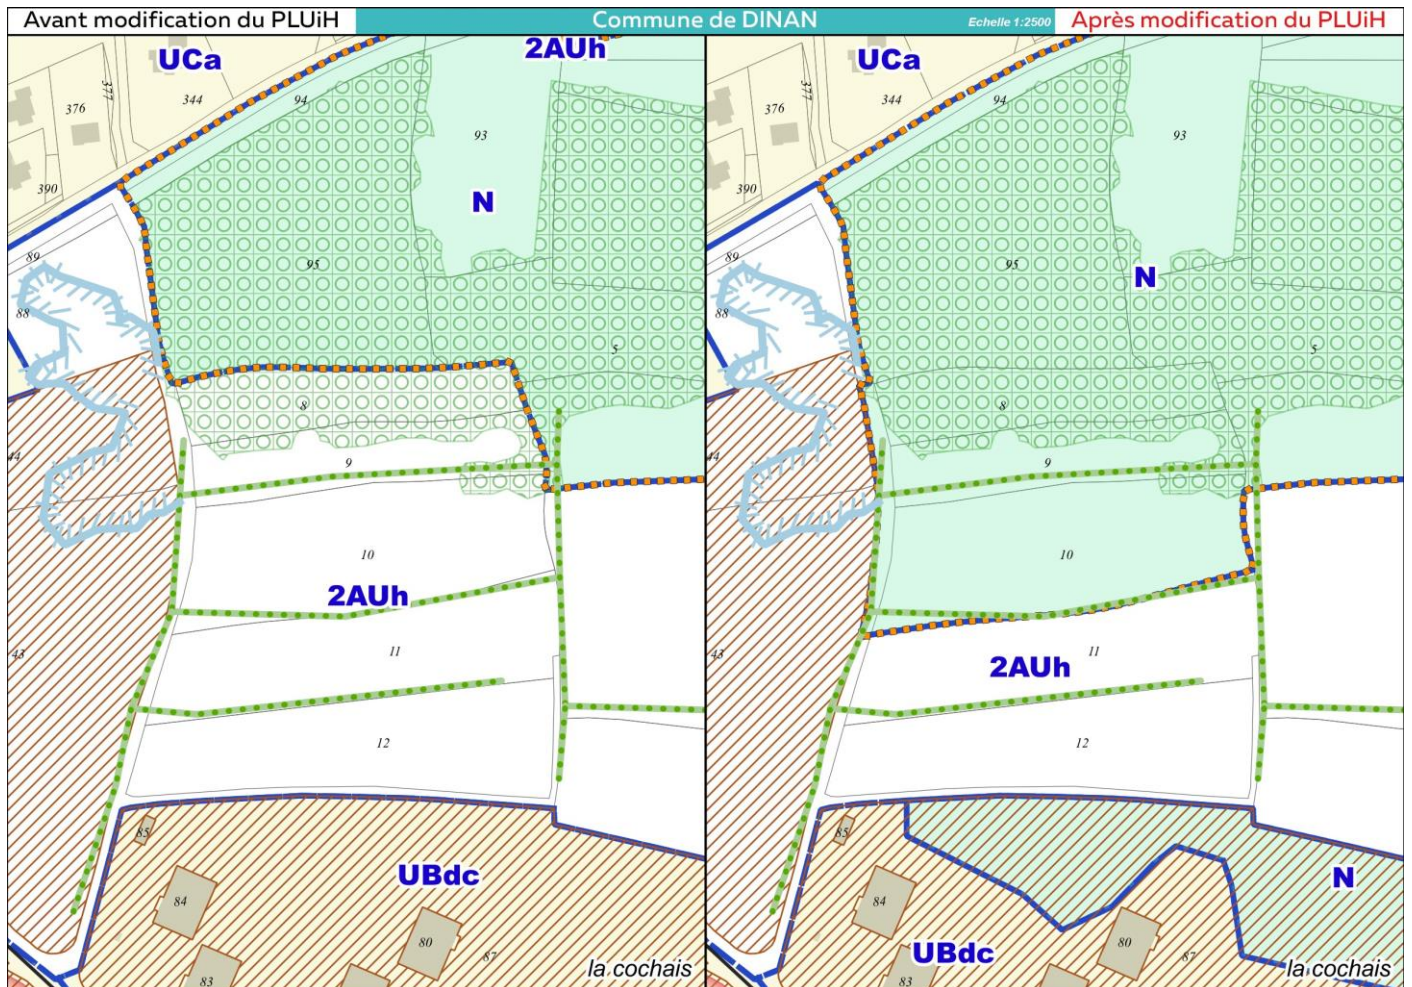 Avant modification du PLUiH
Commune de DINAN
Echelle 1:2500
Après modification du PLUiH
UCa
2AUh
377
376
344
94
93
390
N
89
95
88
5
8
44
9
10
2AUh
11
43
12
85
UBdc
84
80
87
83
la cochais
UCa
377
376
344
94
93
390
89
95
N
88
5
8
44
9
10
11
2AUh
43
12
85
N
84
80
UBdc
87
83
la cochais